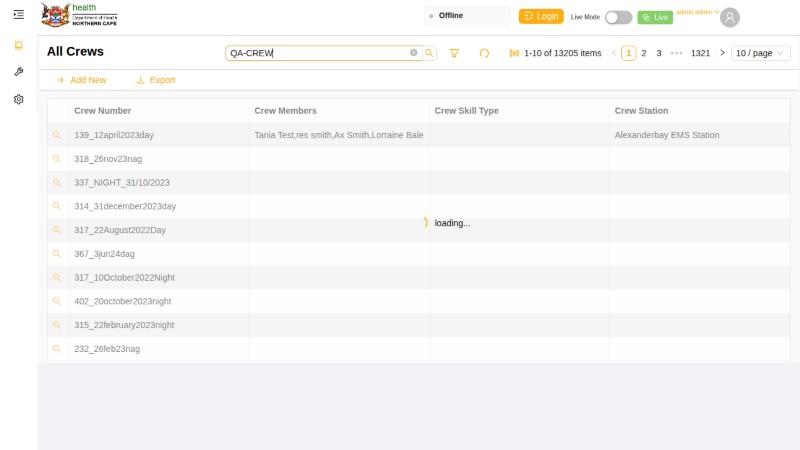 health
Department of Health
NORTHERN CAPE
Offline
Login
Live Mode
Live
admin admin
All Crews
QA-CREW
1-10 of 13205 items
1 2 3 ••• 1321
10 / page
Add New
Export
Crew Number Crew Members Crew Skill Type Crew Station
139_12april2023day Tania Test,res smith,Ax Smith,Lorraine Bale Alexanderbay EMS Station
318_26nov23nag
337_NIGHT_31/10/2023
314_31december2023day
317_22August2022Day
loading...
367_3jun24dag
317_10October2022Night
402_20october2023night
315_22february2023night
232_26feb23nag